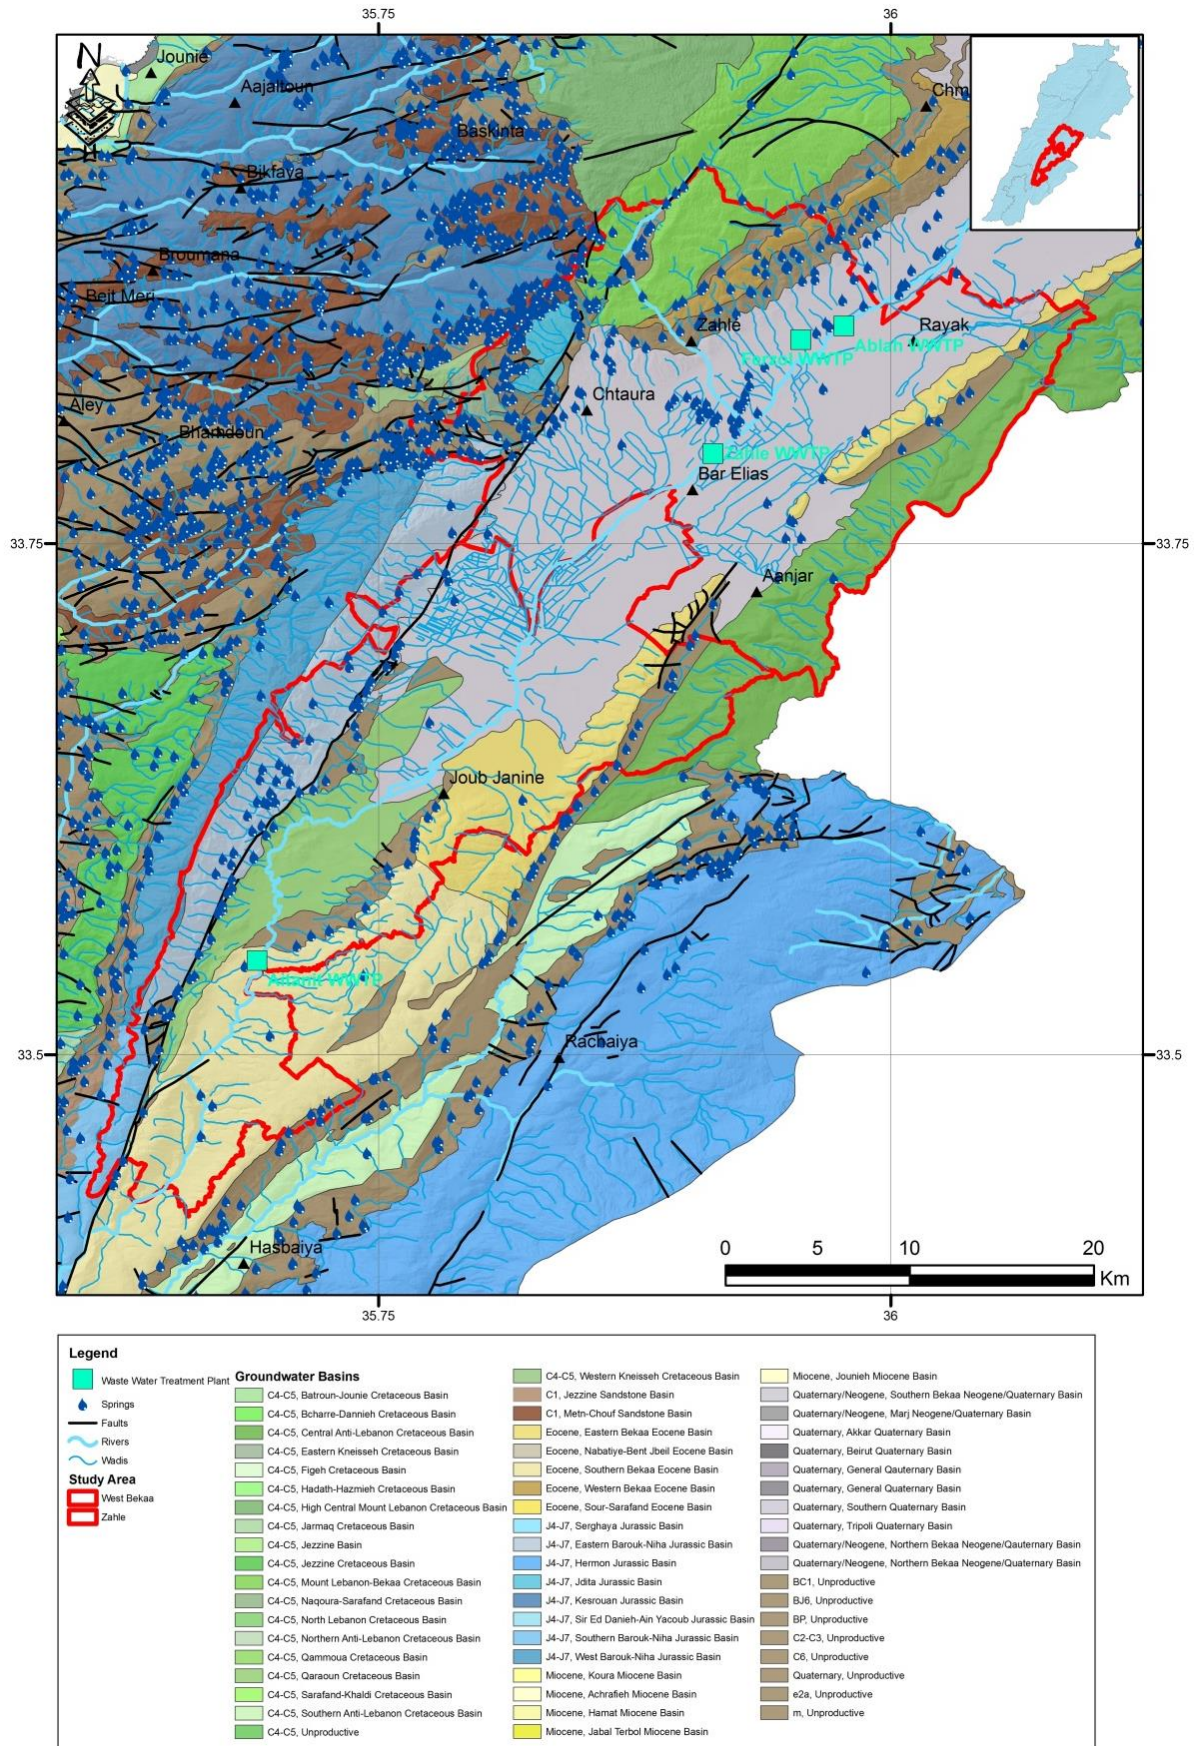 35.75
36
Jounie
Aajaltoun
Baskinta
Chm
Bikfaya
Broumana
Beit Meri
Zahle
Rayak
Ablah WWTP
Ferzol WWTP
Chtaura
Aley
Bhamdoun
Zahle WWTP
Bar Elias
33.75
33.75
Aanjar
Joub Janine
Aitanit WWTP
33.5
33.5
Rachaiya
Hasbaiya
0 5 10 20
Km
35.75
36
Legend
Waste Water Treatment Plant
Springs
Faults
Rivers
Wadis
Study Area
West Bekaa
Zahle
Groundwater Basins
C4-C5, Batroun-Jounie Cretaceous Basin
C4-C5, Bcharre-Dannieh Cretaceous Basin
C4-C5, Central Anti-Lebanon Cretaceous Basin
C4-C5, Eastern Kneisseh Cretaceous Basin
C4-C5, Figeh Cretaceous Basin
C4-C5, Hadath-Hazmieh Cretaceous Basin
C4-C5, High Central Mount Lebanon Cretaceous Basin
C4-C5, Jarmaq Cretaceous Basin
C4-C5, Jezzine Basin
C4-C5, Jezzine Cretaceous Basin
C4-C5, Mount Lebanon-Bekaa Cretaceous Basin
C4-C5, Naqoura-Sarafand Cretaceous Basin
C4-C5, North Lebanon Cretaceous Basin
C4-C5, Northern Anti-Lebanon Cretaceous Basin
C4-C5, Qammoua Cretaceous Basin
C4-C5, Qaraoun Cretaceous Basin
C4-C5, Sarafand-Khaldi Cretaceous Basin
C4-C5, Southern Anti-Lebanon Cretaceous Basin
C4-C5, Unproductive
C4-C5, Western Kneisseh Cretaceous Basin
C1, Jezzine Sandstone Basin
C1, Metn-Chouf Sandstone Basin
Eocene, Eastern Bekaa Eocene Basin
Eocene, Nabatiye-Bent Jbeil Eocene Basin
Eocene, Southern Bekaa Eocene Basin
Eocene, Western Bekaa Eocene Basin
Eocene, Sour-Sarafand Eocene Basin
J4-J7, Serghaya Jurassic Basin
J4-J7, Eastern Barouk-Niha Jurassic Basin
J4-J7, Hermon Jurassic Basin
J4-J7, Jdita Jurassic Basin
J4-J7, Kesrouan Jurassic Basin
J4-J7, Sir Ed Danieh-Ain Yacoub Jurassic Basin
J4-J7, Southern Barouk-Niha Jurassic Basin
J4-J7, West Barouk-Niha Jurassic Basin
Miocene, Koura Miocene Basin
Miocene, Achrafieh Miocene Basin
Miocene, Hamat Miocene Basin
Miocene, Jabal Terbol Miocene Basin
Miocene, Jounieh Miocene Basin
Quaternary/Neogene, Southern Bekaa Neogene/Quaternary Basin
Quaternary/Neogene, Marj Neogene/Quaternary Basin
Quaternary, Akkar Quaternary Basin
Quaternary, Beirut Quaternary Basin
Quaternary, General Qauternary Basin
Quaternary, General Quaternary Basin
Quaternary, Southern Quaternary Basin
Quaternary, Tripoli Quaternary Basin
Quaternary/Neogene, Northern Bekaa Neogene/Qauternary Basin
Quaternary/Neogene, Northern Bekaa Neogene/Quaternary Basin
BC1, Unproductive
BJ6, Unproductive
BP, Unproductive
C2-C3, Unproductive
C6, Unproductive
Quaternary, Unproductive
e2a, Unproductive
m, Unproductive